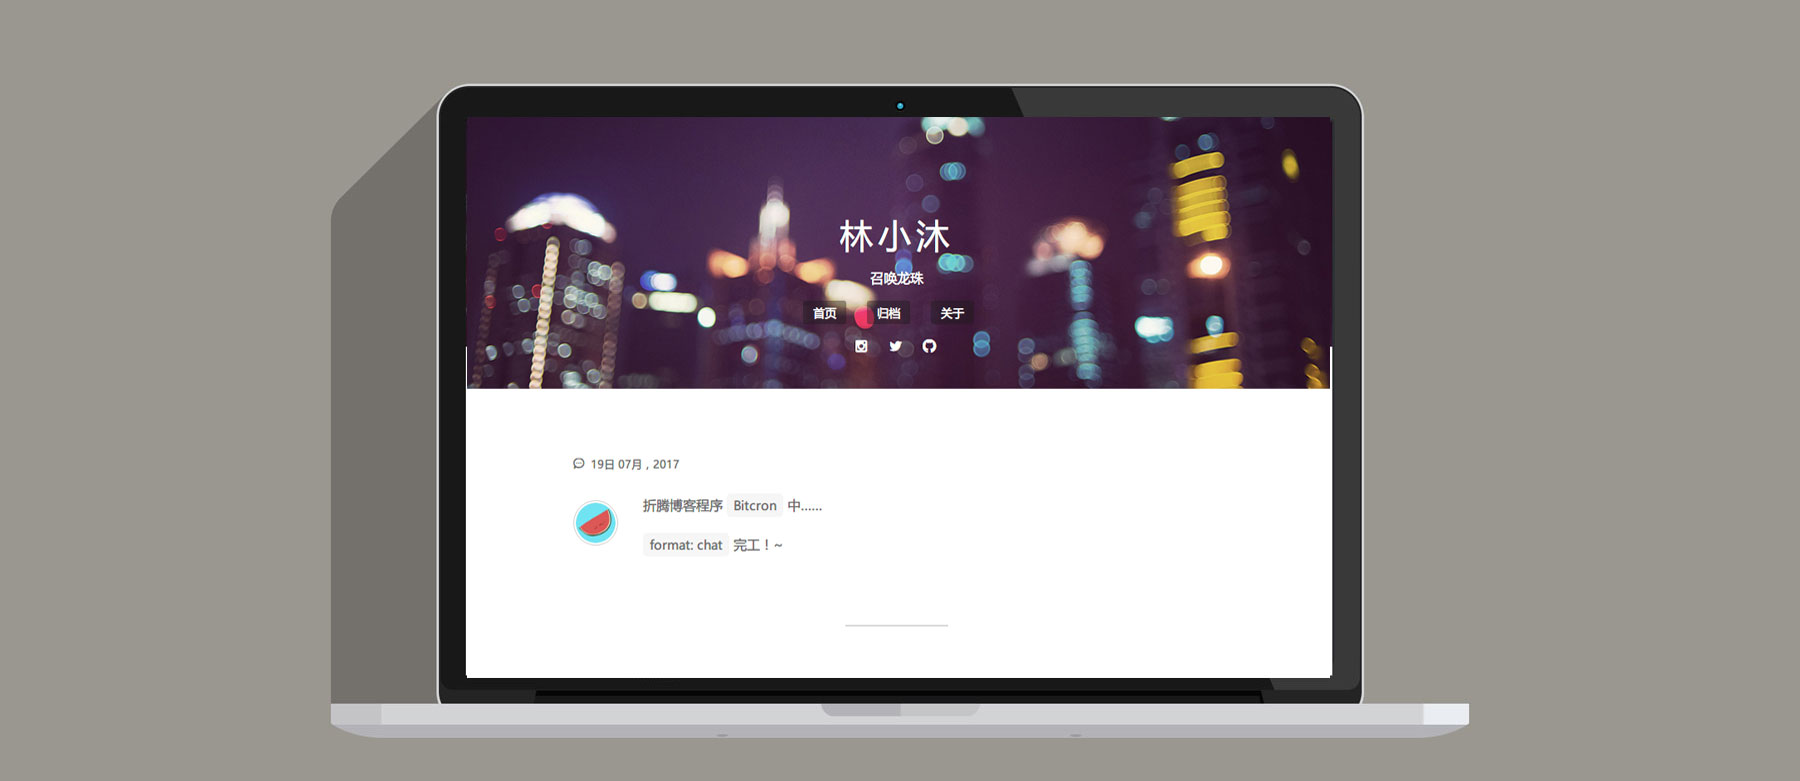 林小沐
召唤龙珠
首页 归档 关于
19日 07月 , 2017
折腾博客程序 Bitcron 中......
format: chat 完工！~